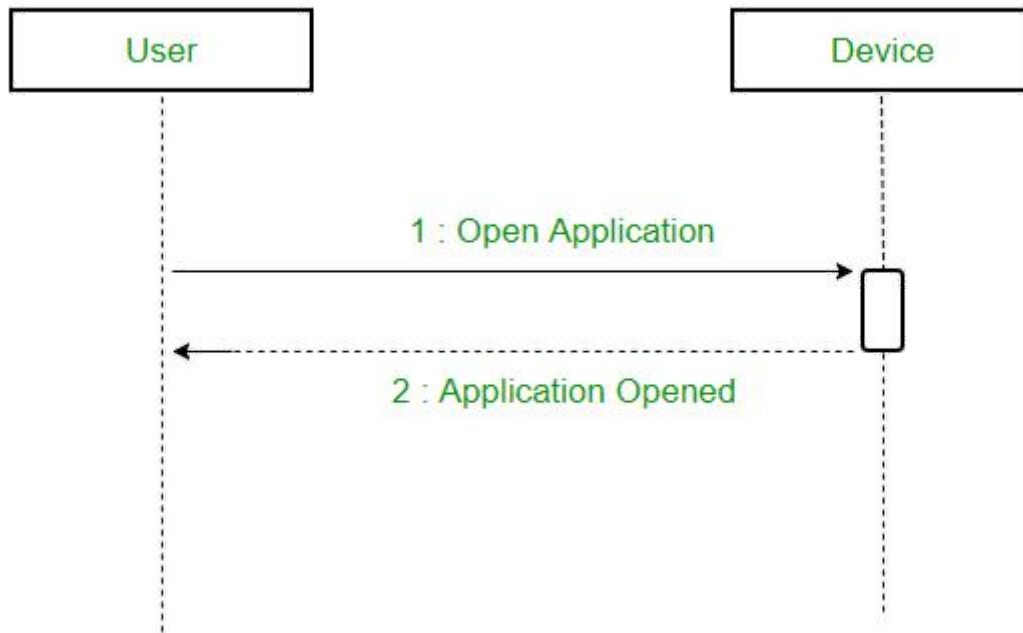 User
Device
1 : Open Application
2 : Application Opened